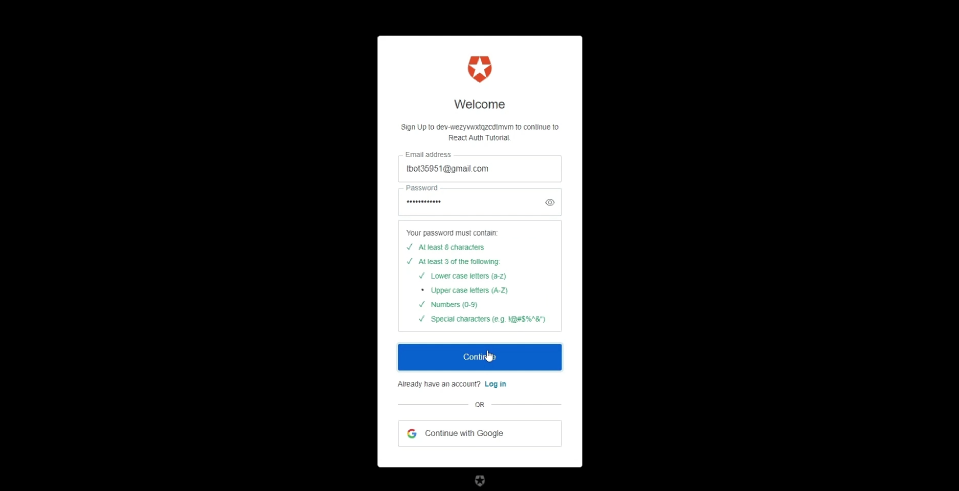 Welcome
Sign Up to dev-wezyvwxtqzcdtmvm to continue to
React Auth Tutorial.
Email address
tbot35951@gmail.com
Password
Your password must contain:
At least 8 characters
At least 3 of the following:
Lower case letters (a-z)
Upper case letters (A-Z)
Numbers (0-9)
Special characters (e.g. !@#$%^&*)
Continue
Already have an account? Log in
OR
Continue with Google